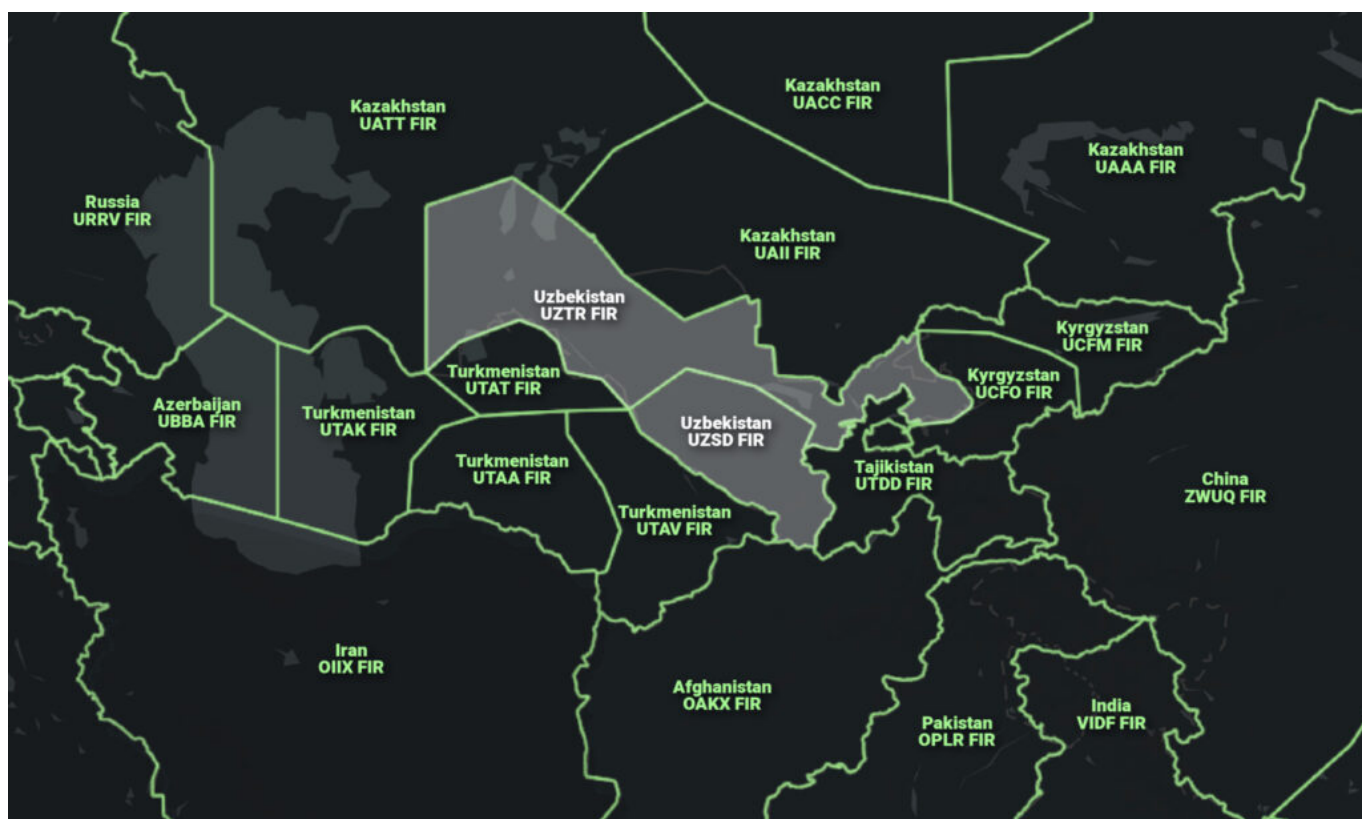 Kazakhstan
UACC FIR
Kazakhstan
UATT FIR
Kazakhstan
UAAA FIR
Russia
URRV FIR
Kazakhstan
UAII FIR
Uzbekistan
UZTR FIR
Kyrgyzstan
UCFM FIR
Turkmenistan
UTAT FIR
Kyrgyzstan
UCFO FIR
Azerbaijan
UBBA FIR
Turkmenistan
UTAK FIR
Uzbekistan
UZSD FIR
Turkmenistan
UTAA FIR
Tajikistan
UTDD FIR
China
ZWUQ FIR
Turkmenistan
UTAV FIR
Iran
OIIX FIR
Afghanistan
OAKX FIR
India
VIDF FIR
Pakistan
OPLR FIR